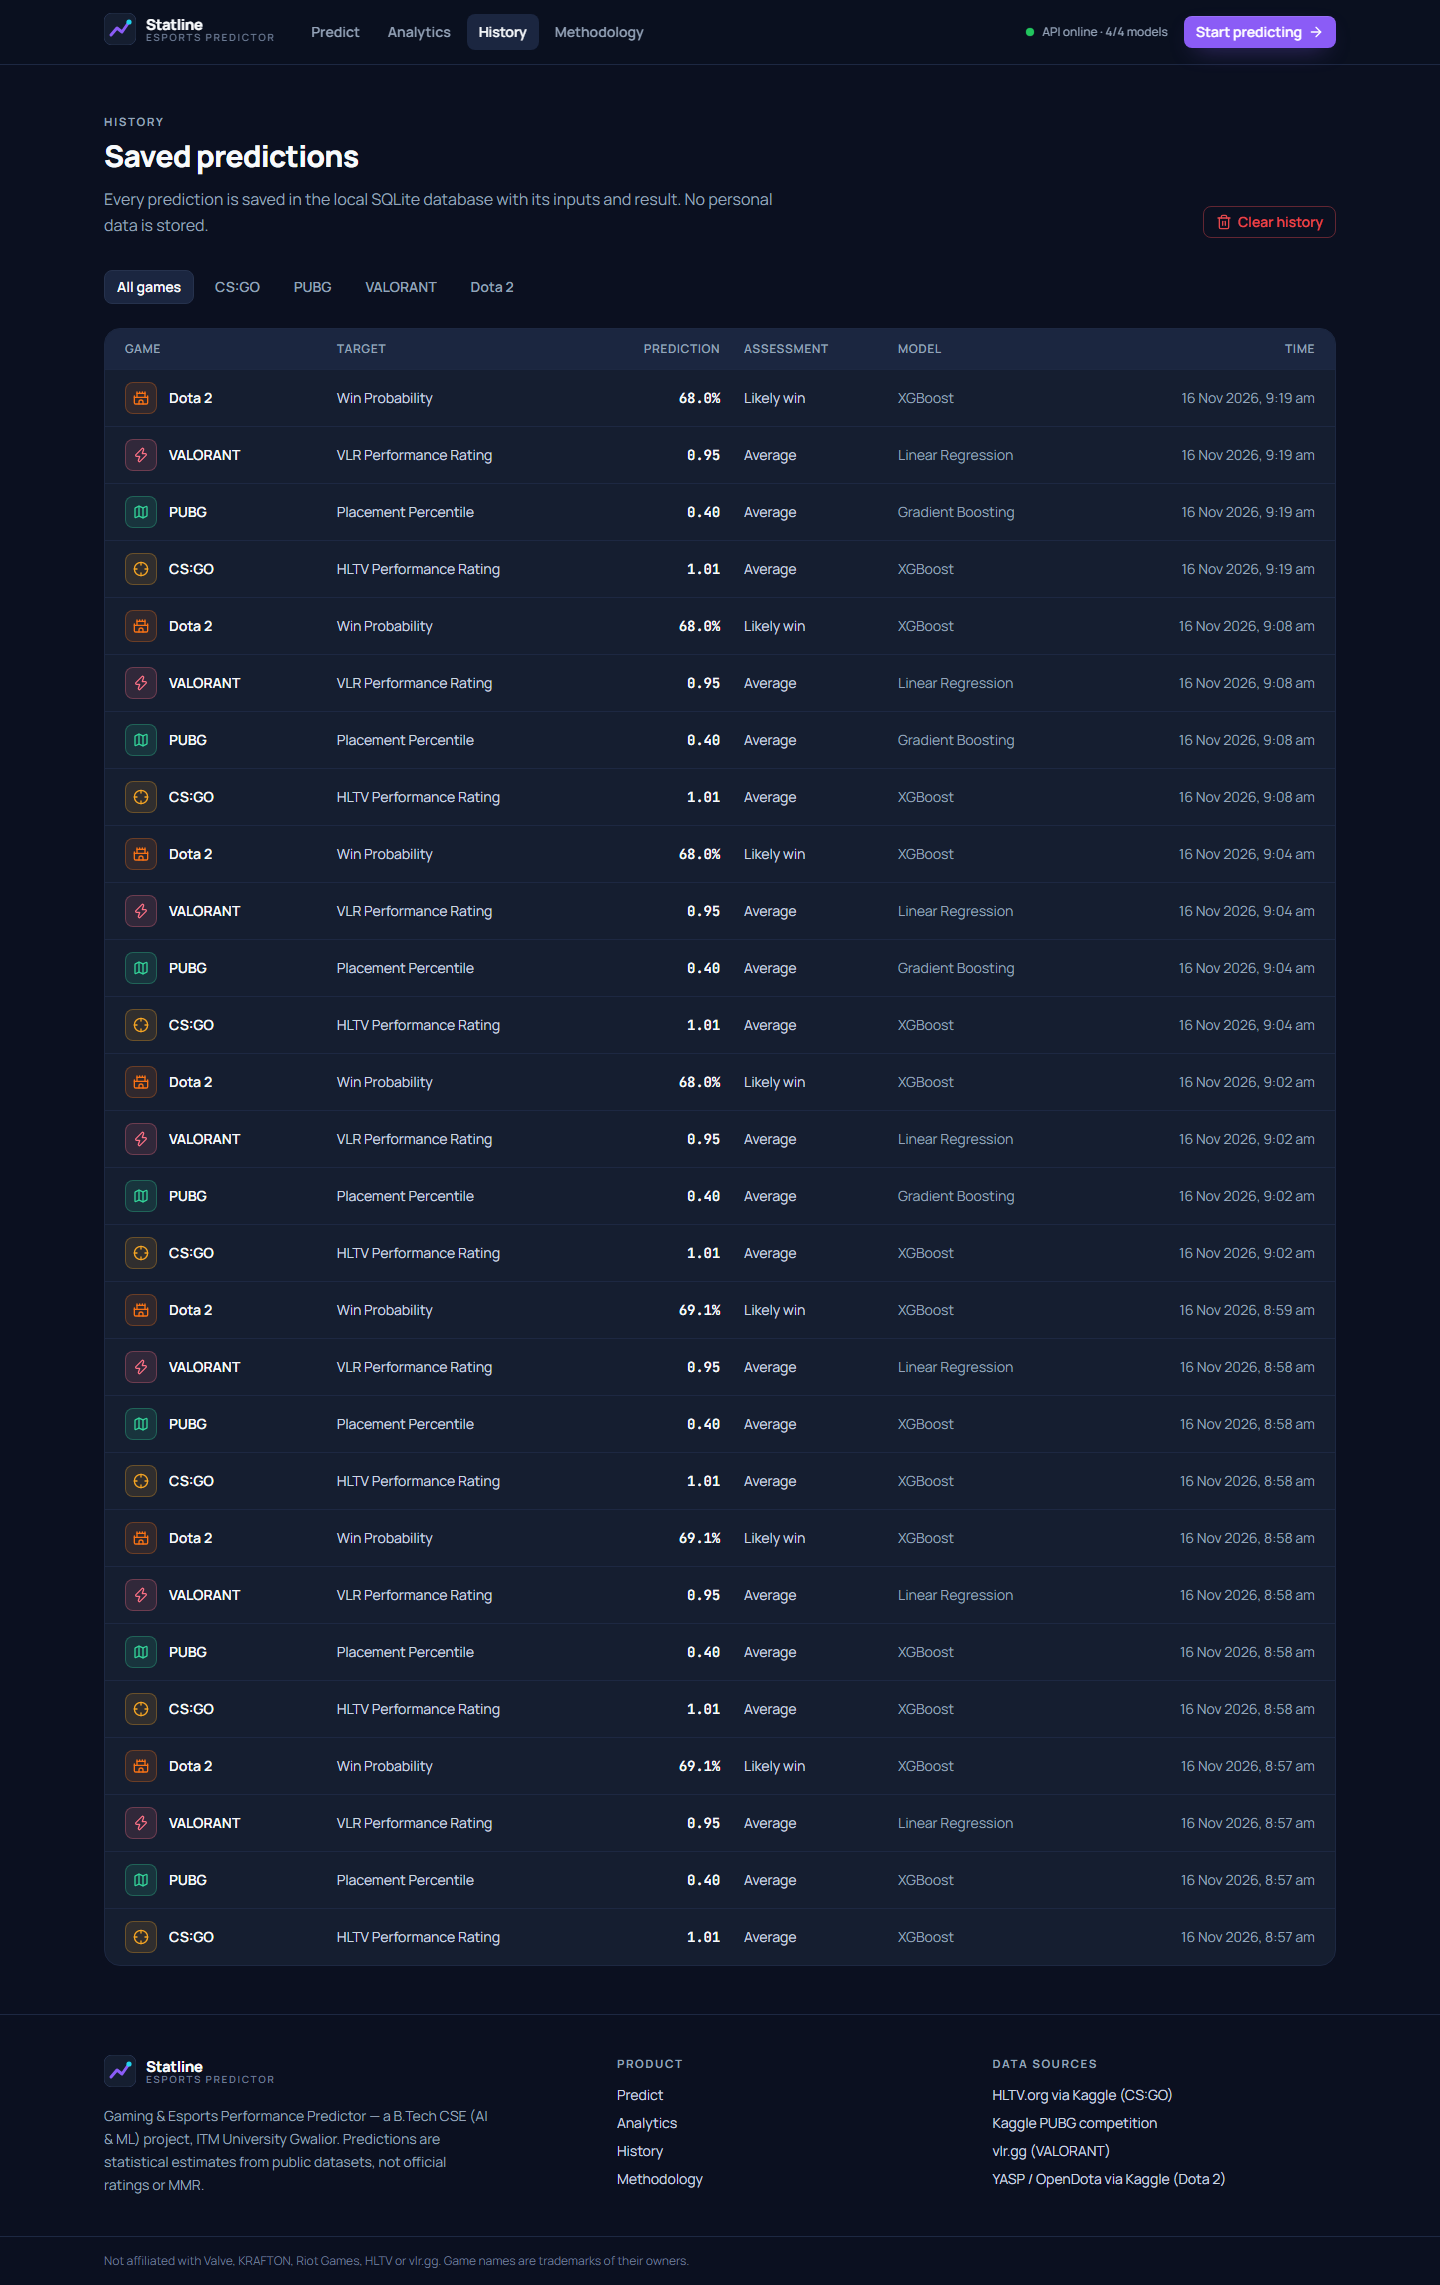 Statline
ESPORTS PREDICTOR
Predict
Analytics
History
Methodology
API online · 4/4 models
Start predicting
HISTORY
Saved predictions
Every prediction is saved in the local SQLite database with its inputs and result. No personal
data is stored.
Clear history
All games
CS:GO
PUBG
VALORANT
Dota 2
GAME TARGET PREDICTION ASSESSMENT MODEL TIME
Dota 2 Win Probability 68.0% Likely win XGBoost 16 Nov 2026, 9:19 am
VALORANT VLR Performance Rating 0.95 Average Linear Regression 16 Nov 2026, 9:19 am
PUBG Placement Percentile 0.40 Average Gradient Boosting 16 Nov 2026, 9:19 am
CS:GO HLTV Performance Rating 1.01 Average XGBoost 16 Nov 2026, 9:19 am
Dota 2 Win Probability 68.0% Likely win XGBoost 16 Nov 2026, 9:08 am
VALORANT VLR Performance Rating 0.95 Average Linear Regression 16 Nov 2026, 9:08 am
PUBG Placement Percentile 0.40 Average Gradient Boosting 16 Nov 2026, 9:08 am
CS:GO HLTV Performance Rating 1.01 Average XGBoost 16 Nov 2026, 9:08 am
Dota 2 Win Probability 68.0% Likely win XGBoost 16 Nov 2026, 9:04 am
VALORANT VLR Performance Rating 0.95 Average Linear Regression 16 Nov 2026, 9:04 am
PUBG Placement Percentile 0.40 Average Gradient Boosting 16 Nov 2026, 9:04 am
CS:GO HLTV Performance Rating 1.01 Average XGBoost 16 Nov 2026, 9:04 am
Dota 2 Win Probability 68.0% Likely win XGBoost 16 Nov 2026, 9:02 am
VALORANT VLR Performance Rating 0.95 Average Linear Regression 16 Nov 2026, 9:02 am
PUBG Placement Percentile 0.40 Average Gradient Boosting 16 Nov 2026, 9:02 am
CS:GO HLTV Performance Rating 1.01 Average XGBoost 16 Nov 2026, 9:02 am
Dota 2 Win Probability 69.1% Likely win XGBoost 16 Nov 2026, 8:59 am
VALORANT VLR Performance Rating 0.95 Average Linear Regression 16 Nov 2026, 8:58 am
PUBG Placement Percentile 0.40 Average XGBoost 16 Nov 2026, 8:58 am
CS:GO HLTV Performance Rating 1.01 Average XGBoost 16 Nov 2026, 8:58 am
Dota 2 Win Probability 69.1% Likely win XGBoost 16 Nov 2026, 8:58 am
VALORANT VLR Performance Rating 0.95 Average Linear Regression 16 Nov 2026, 8:58 am
PUBG Placement Percentile 0.40 Average XGBoost 16 Nov 2026, 8:58 am
CS:GO HLTV Performance Rating 1.01 Average XGBoost 16 Nov 2026, 8:58 am
Dota 2 Win Probability 69.1% Likely win XGBoost 16 Nov 2026, 8:57 am
VALORANT VLR Performance Rating 0.95 Average Linear Regression 16 Nov 2026, 8:57 am
PUBG Placement Percentile 0.40 Average XGBoost 16 Nov 2026, 8:57 am
CS:GO HLTV Performance Rating 1.01 Average XGBoost 16 Nov 2026, 8:57 am
Statline
ESPORTS PREDICTOR
Gaming & Esports Performance Predictor — a B.Tech CSE (AI
& ML) project, ITM University Gwalior. Predictions are
statistical estimates from public datasets, not official
ratings or MMR.
PRODUCT
Predict
Analytics
History
Methodology
DATA SOURCES
HLTV.org via Kaggle (CS:GO)
Kaggle PUBG competition
vlr.gg (VALORANT)
YASP / OpenDota via Kaggle (Dota 2)
Not affiliated with Valve, KRAFTON, Riot Games, HLTV or vlr.gg. Game names are trademarks of their owners.